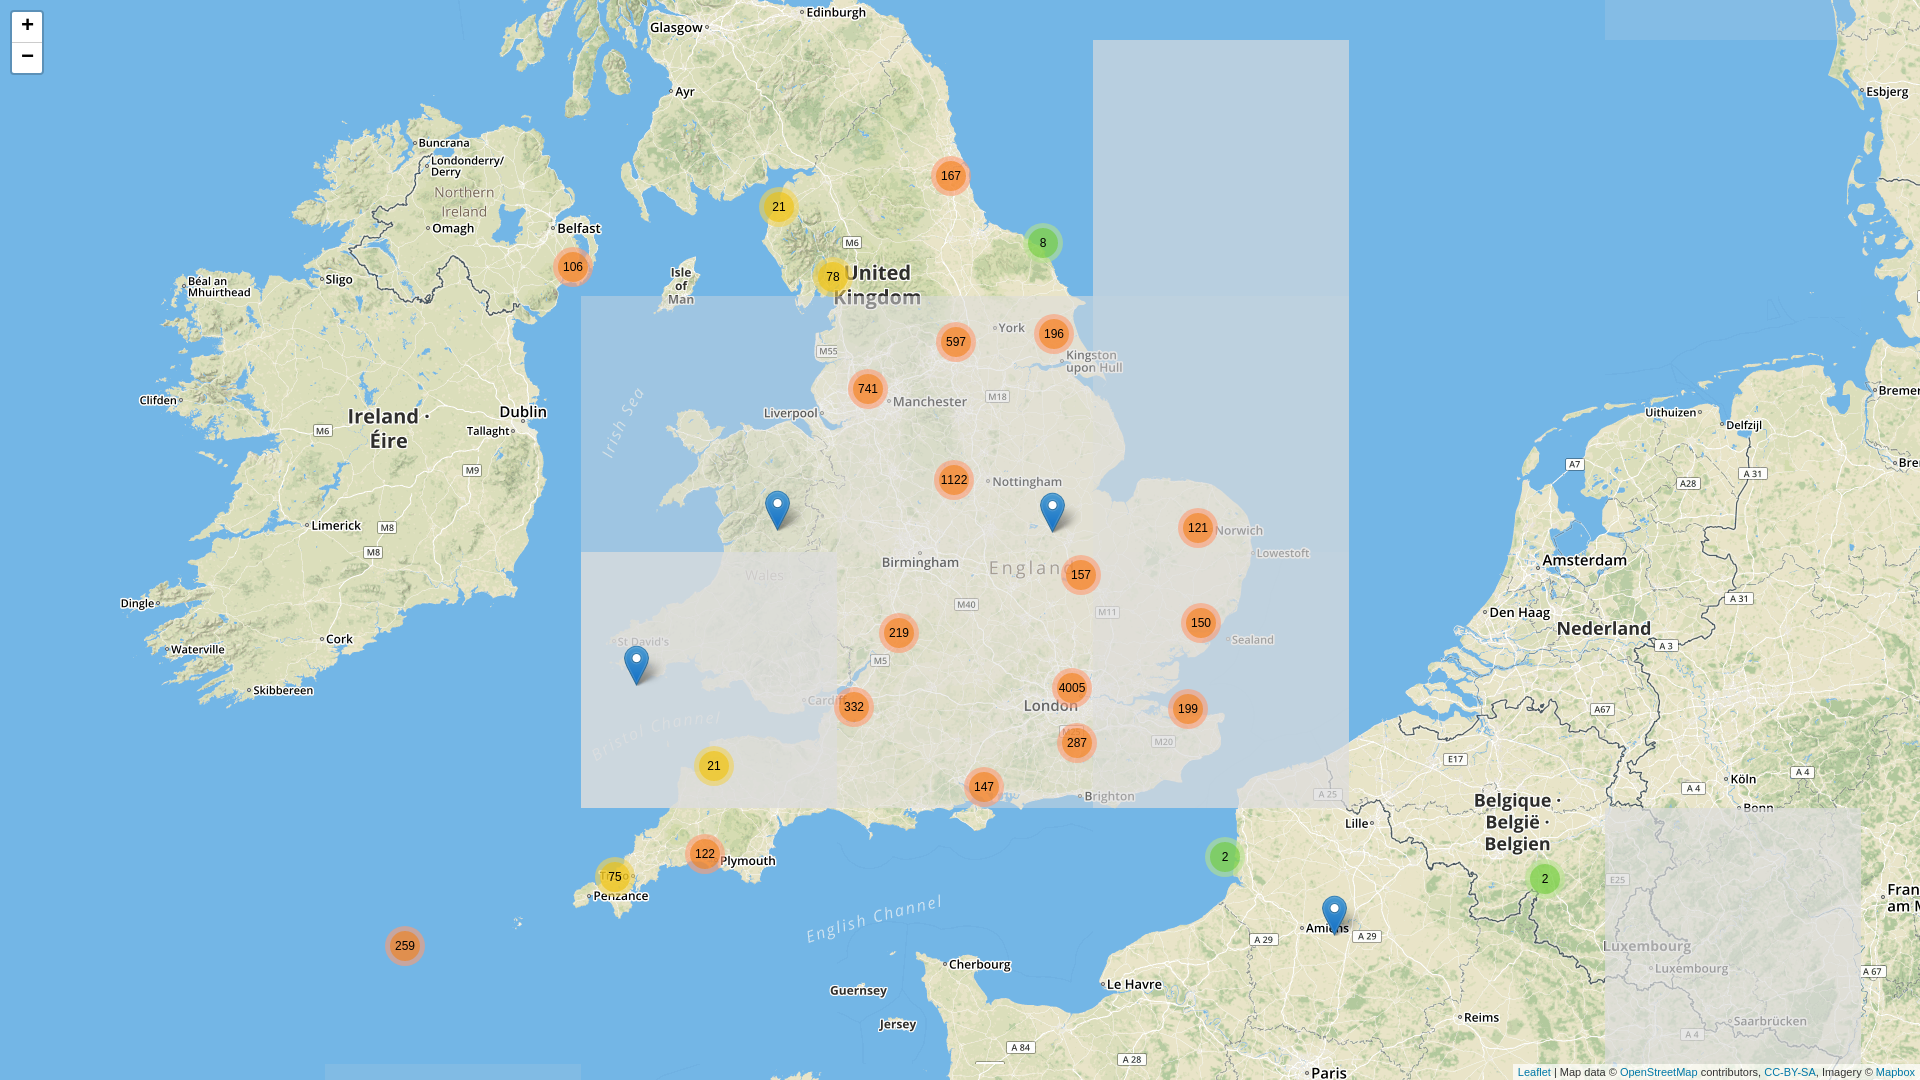 +
−
Edinburgh
Glasgow
Ayr
Esbjerg
Buncrana
Londonderry/
Derry
Northern
Ireland
Omagh
Belfast
167
21
M6
8
106
78
United
Kingdom
Isle
of
Man
Béal an
Mhuirthead
Sligo
York
196
597
M55
Kingston
upon Hull
741
Manchester
M18
Liverpool
Clifden
Ireland ·
Éire
Dublin
Tallaght
M6
M9
Irish Sea
Uithuizen
Delfzijl
A7
A 31
A28
1122
Nottingham
121
Norwich
Lowestoft
Limerick
M8
M8
Birmingham
England
157
Wales
M40
M11
Amsterdam
Den Haag
A 31
Nederland
A 3
Dingle
Cork
Waterville
Skibbereen
St David's
219
M5
150
Sealand
4005
London
Cardiff
332
199
M20
287
Bristol Channel
21
147
Brighton
A67
E17
A 25
Lille
A 4
Köln
A 4
Bonn
Belgique ·
België ·
Belgien
122
Plymouth
75
Penzance
2
2
E25
259
English Channel
Amiens
A 29
A 29
Luxembourg
Luxembourg
A 67
Cherbourg
Guernsey
Le Havre
Jersey
Reims
Saarbrücken
A 4
A 84
A 28
Paris
Leaflet | Map data © OpenStreetMap contributors, CC-BY-SA, Imagery © Mapbox